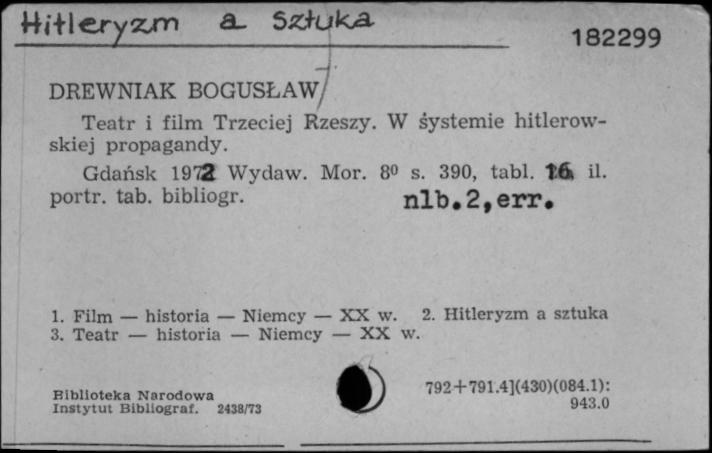 Hitleryzm a sztuka
182299
DREWNIAK BOGUSŁAW
Teatr i film Trzeciej Rzeszy. W systemie hitlerow-
skiej propagandy.
Gdańsk 1972 Wydaw. Mor. 8⁰ s. 390, tabl. 16 il.
portr. tab. bibliogr. nlb.2,err.
1. Film — historia — Niemcy — XX w. 2. Hitleryzm a sztuka
3. Teatr — historia — Niemcy — XX w.
Biblioteka Narodowa
Instytut Bibliograf. 2438/73
792+791.4](430)(084.1):
943.0